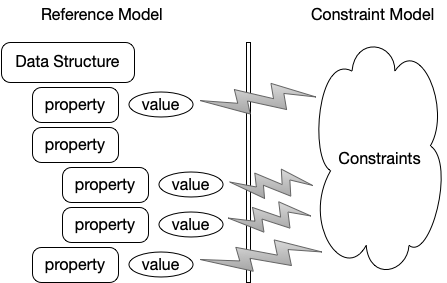 Reference Model
Constraint Model
Data Structure
property value
property
property value
property value
property value
Constraints